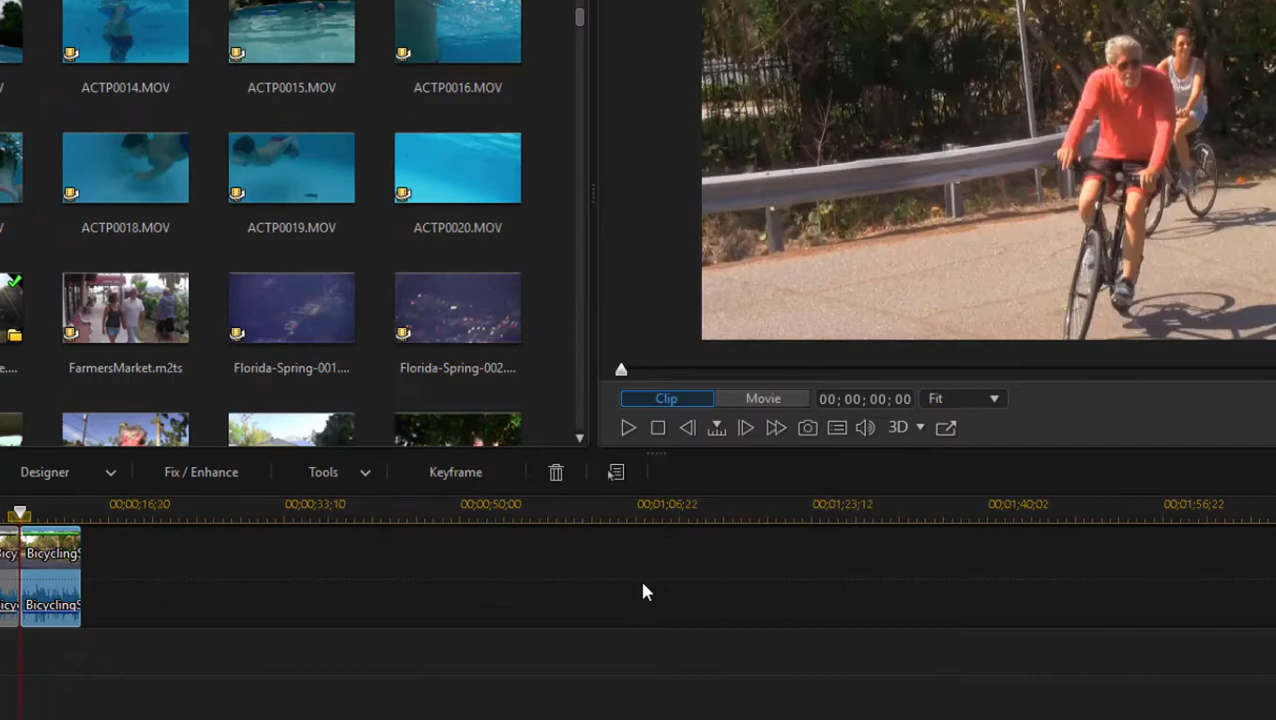 ACTP0014.MOV ACTP0015.MOV ACTP0016.MOV
ACTP0018.MOV ACTP0019.MOV ACTP0020.MOV
e.... FarmersMarket.m2ts Florida-Spring-001.... Florida-Spring-002....
Clip Movie 00; 00; 00; 00 Fit
3D
Designer Fix / Enhance Tools Keyframe
00;00;16;20 00;00;33;10 00;00;50;00 00;01;06;22 00;01;23;12 00;01;40;02 00;01;56;22
Bicy BicyclingS
Bicy BicyclingS